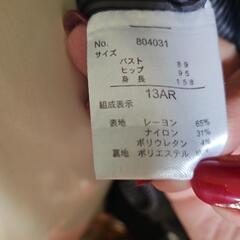 No. 804031
サイズ
バスト 89
ヒップ 95
身長 158
13AR
組成表示
表地 レーヨン 65%
ナイロン 31%
ポリウレタン 4%
裏地 ポリエステル